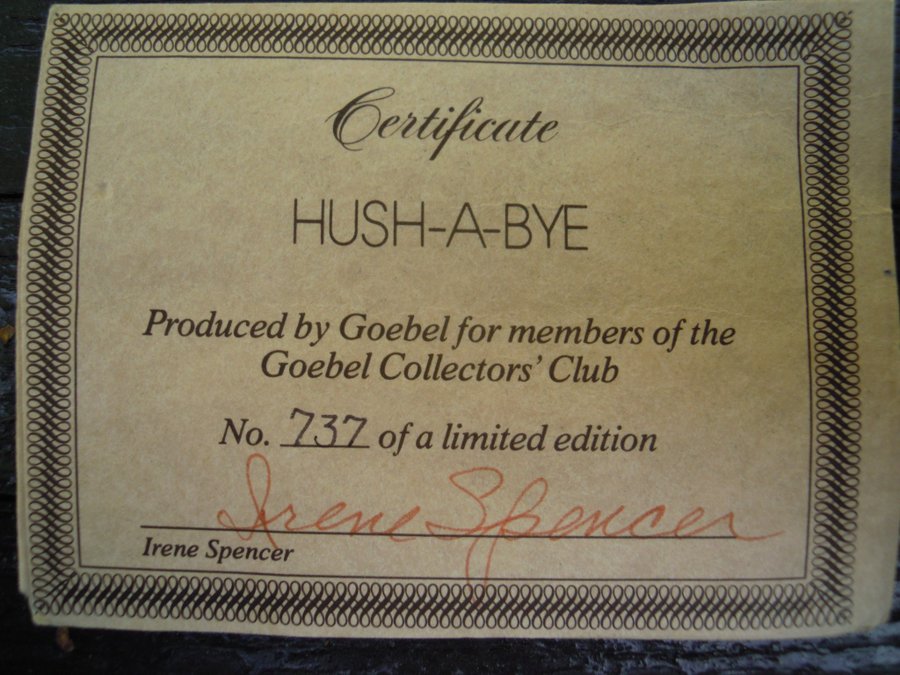 Certificate
HUSH-A-BYE
Produced by Goebel for members of the
Goebel Collectors' Club
No. 737 of a limited edition
Irene Spencer
Irene Spencer